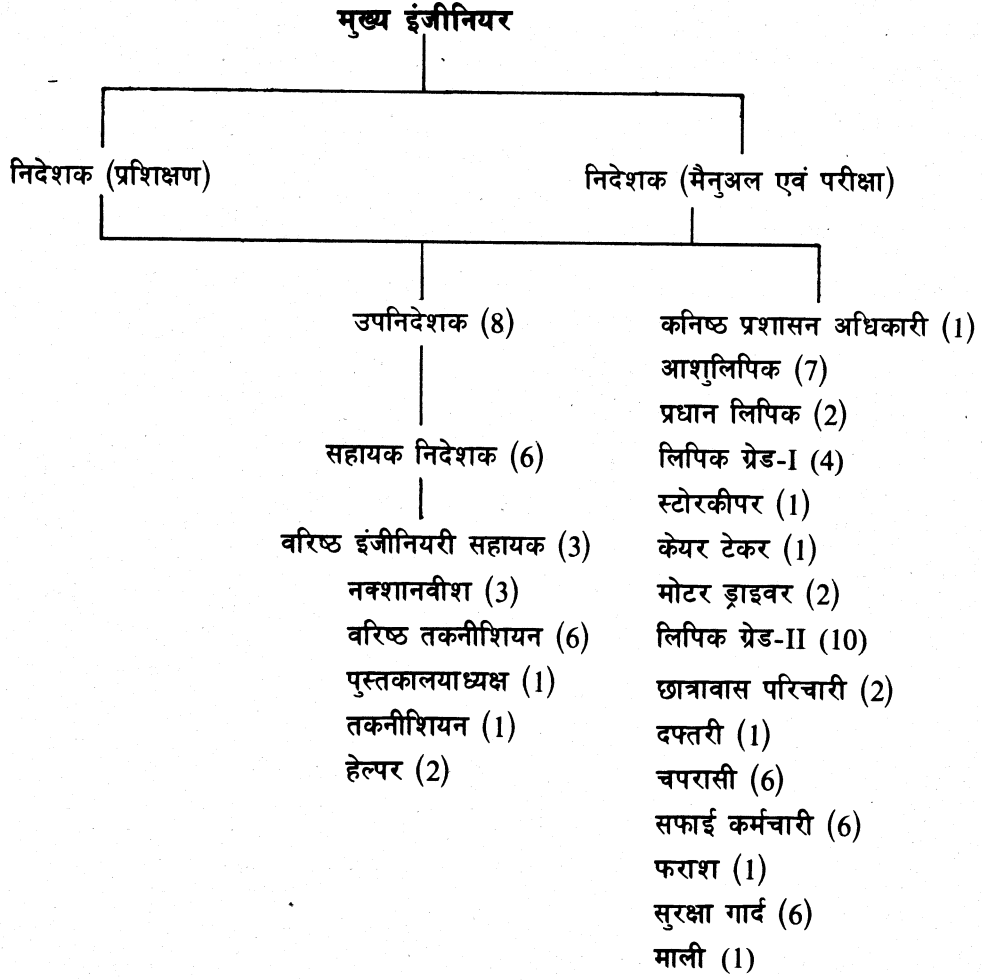 मुख्य इंजीनियर
निदेशक (प्रशिक्षण)
निदेशक (मैनुअल एवं परीक्षा)
उपनिदेशक (8)
सहायक निदेशक (6)
वरिष्ठ इंजीनियरी सहायक (3)
नक्शानवीश (3)
वरिष्ठ तकनीशियन (6)
पुस्तकालयाध्यक्ष (1)
तकनीशियन (1)
हेल्पर (2)
कनिष्ठ प्रशासन अधिकारी (1)
आशुलिपिक (7)
प्रधान लिपिक (2)
लिपिक ग्रेड-I (4)
स्टोरकीपर (1)
केयर टेकर (1)
मोटर ड्राइवर (2)
लिपिक ग्रेड-II (10)
छात्रावास परिचारी (2)
दफ्तरी (1)
चपरासी (6)
सफाई कर्मचारी (6)
फराश (1)
सुरक्षा गार्द (6)
माली (1)